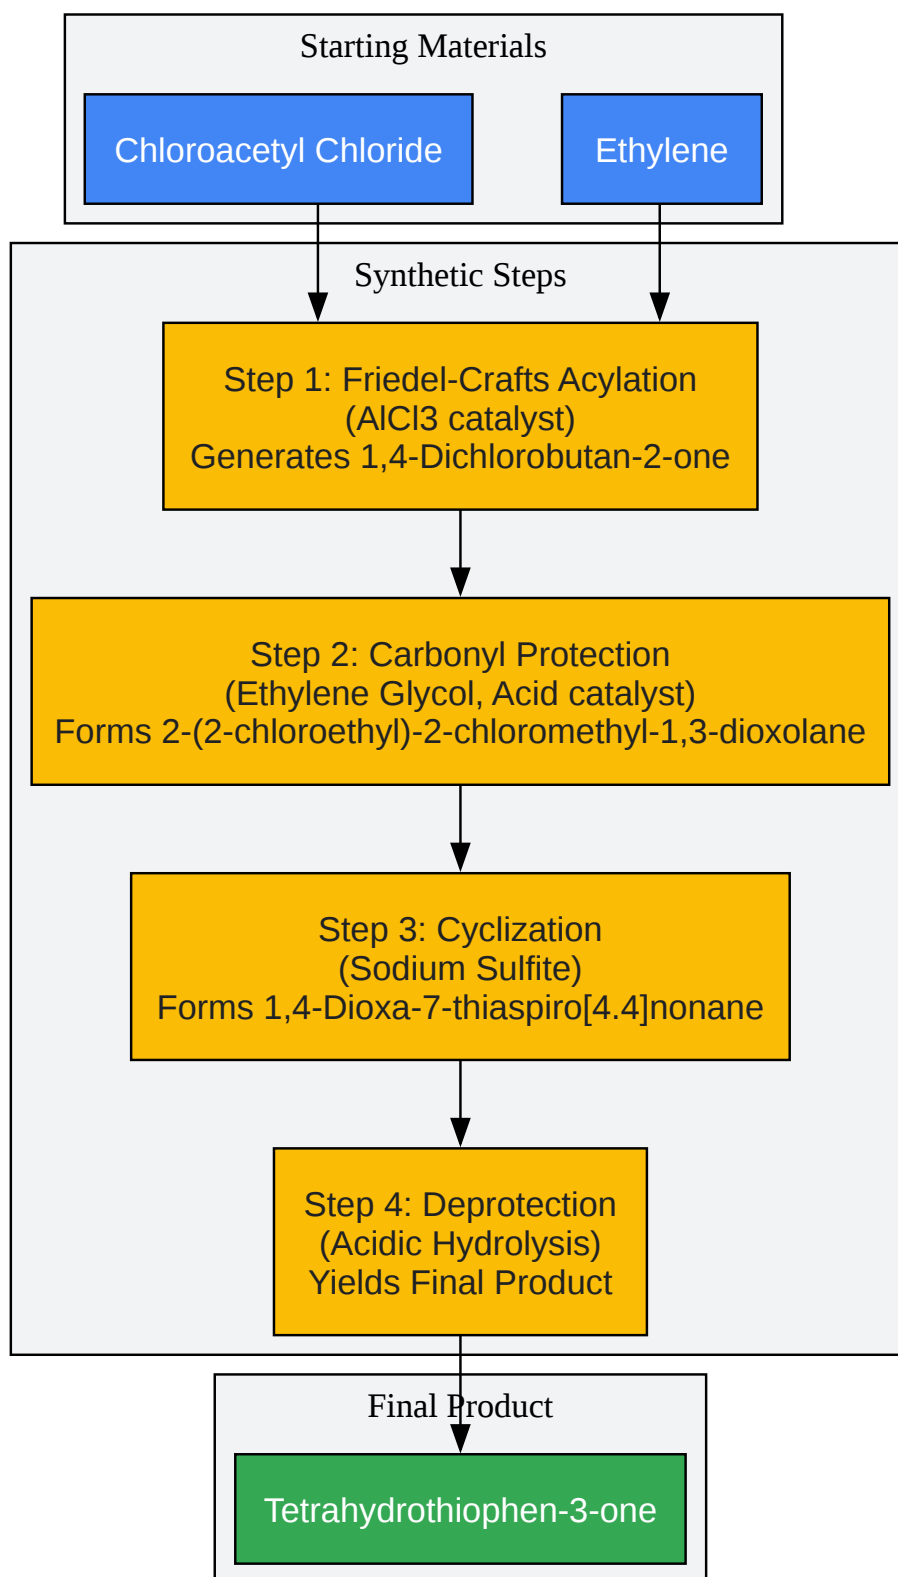 Starting Materials
Chloroacetyl Chloride
Ethylene
Synthetic Steps
Step 1: Friedel-Crafts Acylation
(AlCl3 catalyst)
Generates 1,4-Dichlorobutan-2-one
Step 2: Carbonyl Protection
(Ethylene Glycol, Acid catalyst)
Forms 2-(2-chloroethyl)-2-chloromethyl-1,3-dioxolane
Step 3: Cyclization
(Sodium Sulfite)
Forms 1,4-Dioxa-7-thiaspiro[4.4]nonane
Step 4: Deprotection
(Acidic Hydrolysis)
Yields Final Product
Final Product
Tetrahydrothiophen-3-one